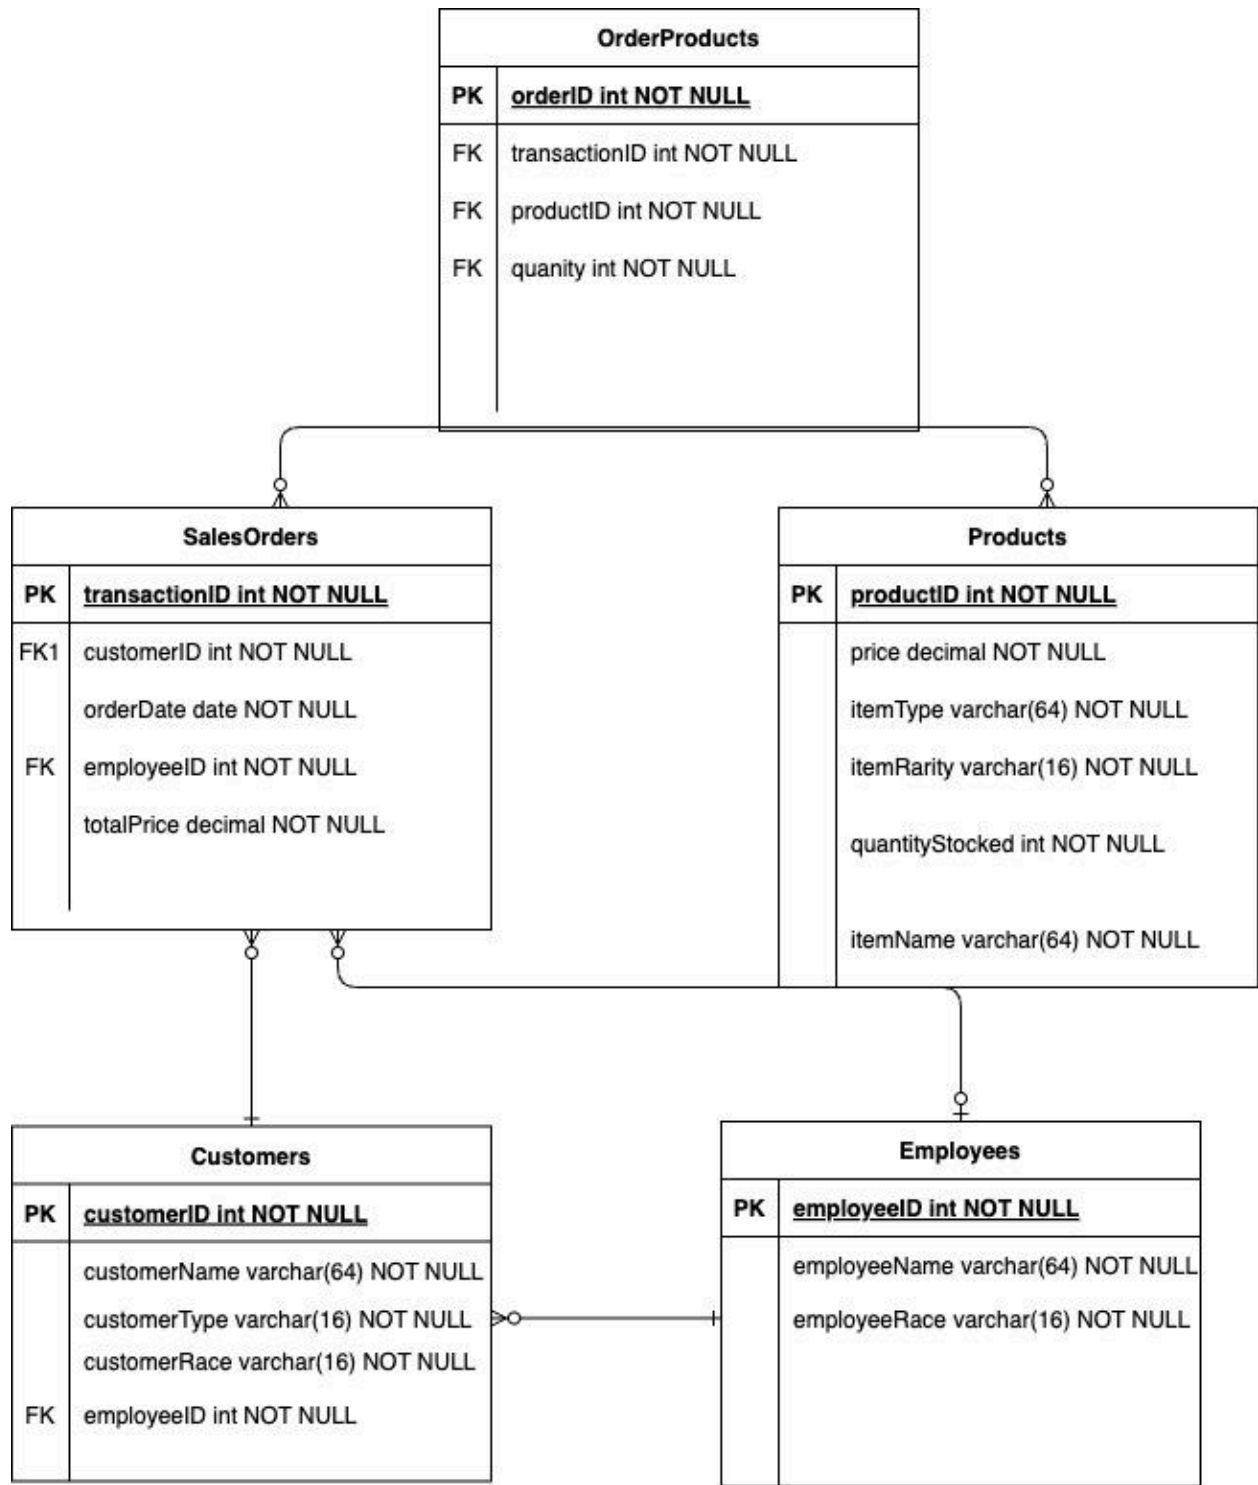 OrderProducts
PK orderID int NOT NULL
FK transactionID int NOT NULL
FK productID int NOT NULL
FK quanity int NOT NULL
SalesOrders
PK transactionID int NOT NULL
FK1 customerID int NOT NULL
orderDate date NOT NULL
FK employeeID int NOT NULL
totalPrice decimal NOT NULL
Products
PK productID int NOT NULL
price decimal NOT NULL
itemType varchar(64) NOT NULL
itemRarity varchar(16) NOT NULL
quantityStocked int NOT NULL
itemName varchar(64) NOT NULL
Customers
PK customerID int NOT NULL
customerName varchar(64) NOT NULL
customerType varchar(16) NOT NULL
customerRace varchar(16) NOT NULL
FK employeeID int NOT NULL
Employees
PK employeeID int NOT NULL
employeeName varchar(64) NOT NULL
employeeRace varchar(16) NOT NULL